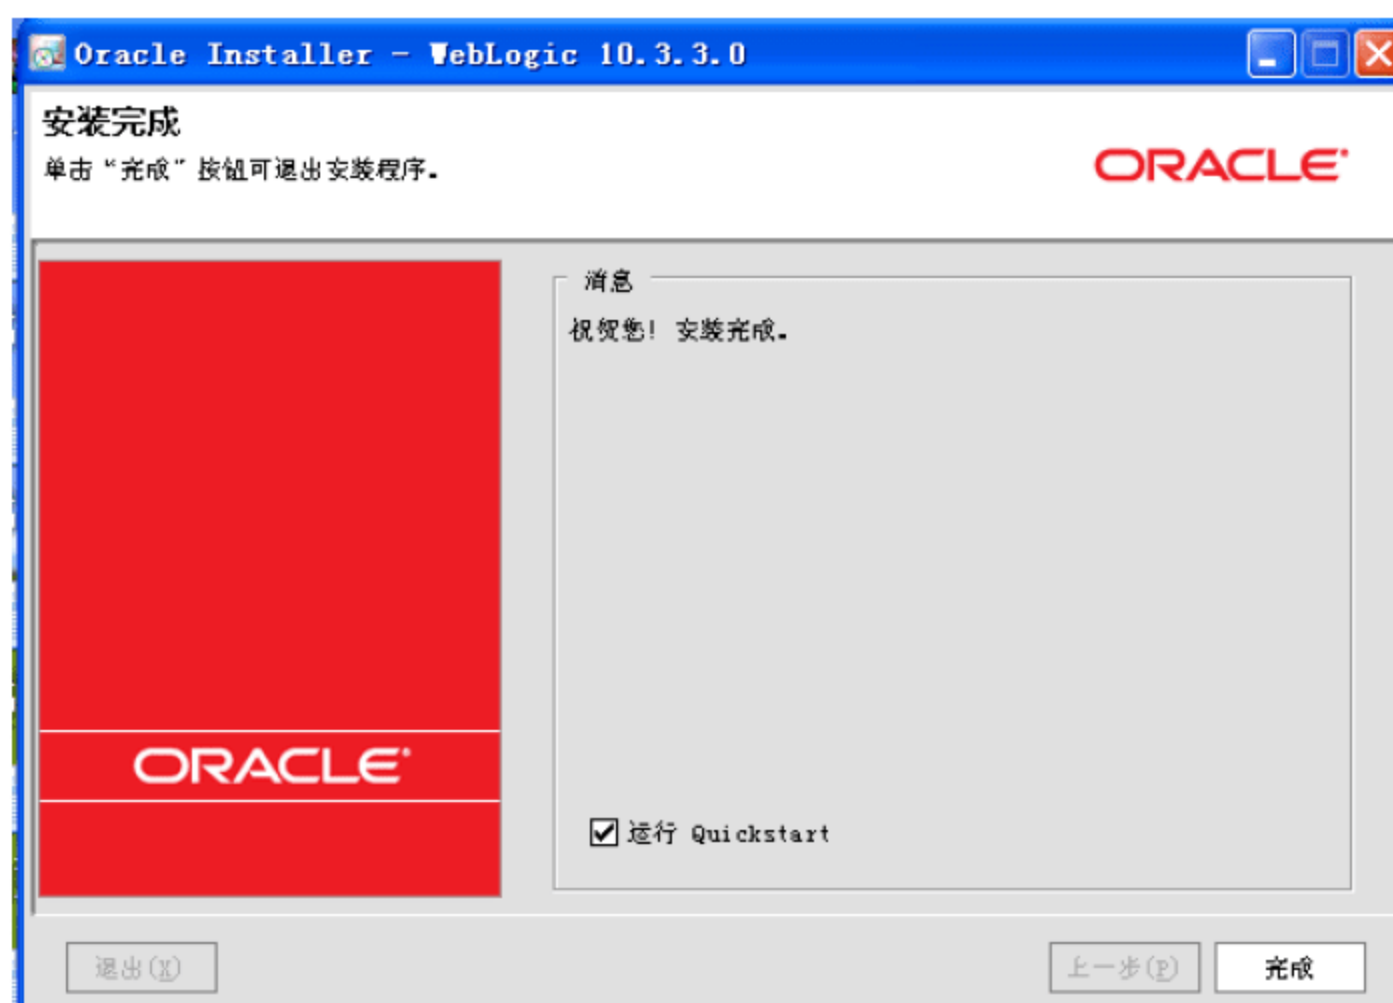 Oracle Installer - WebLogic 10.3.3.0
安装完成
单击“完成”按钮可退出安装程序。
ORACLE
消息
祝贺您! 安装完成。
ORACLE
运行 Quickstart
退出(X)
上一步(P)
完成